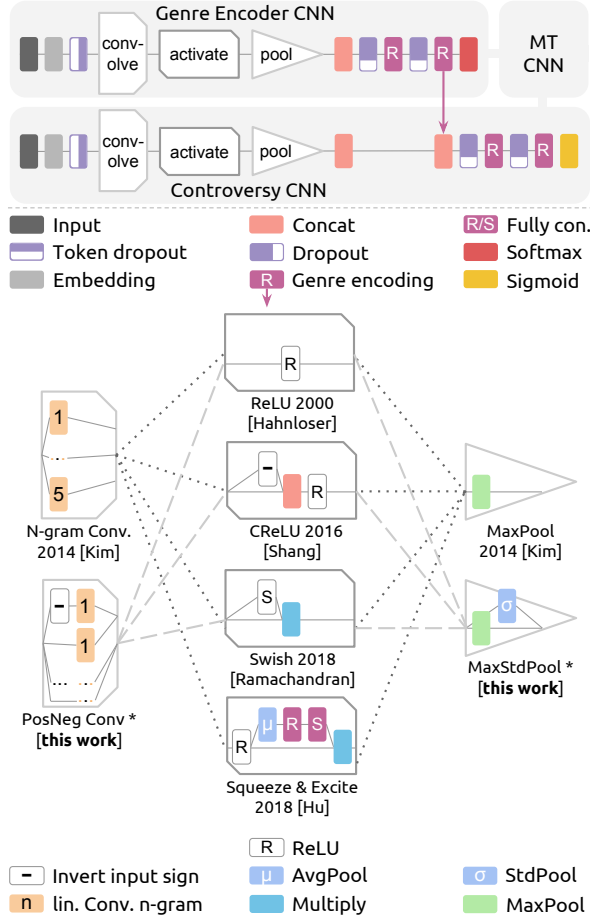 Genre Encoder CNN
conv-
olve
activate
pool
R
R
MT
CNN
conv-
olve
activate
pool
R
R
Controversy CNN
Input
Concat
R/S Fully con.
Token dropout
Dropout
Softmax
Embedding
R Genre encoding
Sigmoid
R
ReLU 2000
[Hahnloser]
1
5
N-gram Conv.
2014 [Kim]
- R
CReLU 2016
[Shang]
MaxPool
2014 [Kim]
- 1
1
PosNeg Conv *
[this work]
S
Swish 2018
[Ramachandran]
σ
MaxStdPool *
[this work]
R μ R S
Squeeze & Excite
2018 [Hu]
R ReLU
- Invert input sign
μ AvgPool
σ StdPool
n lin. Conv. n-gram
Multiply
MaxPool